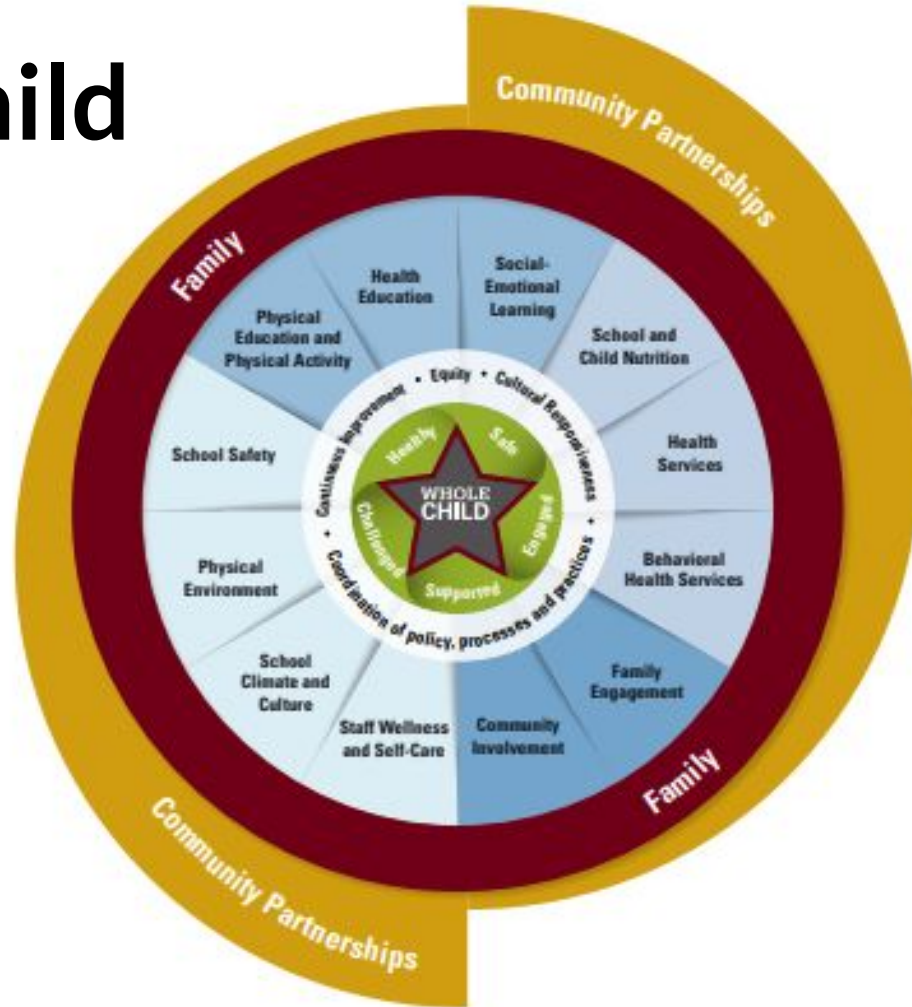 hild
Community Partnerships
Family
Health
Education
Social-
Emotional
Learning
Physical
Education and
Physical Activity
School and
Child Nutrition
School Safety
Health
Services
Physical
Environment
Behavioral
Health Services
School
Climate and
Culture
Family
Engagement
Staff Wellness
and Self-Care
Community
Involvement
• Continuous Improvement • Equity • Cultural Responsiveness •
Coordination of policy, processes and practices
Healthy
Safe
Engaged
Supported
Challenged
WHOLE
CHILD
Family
Community Partnerships